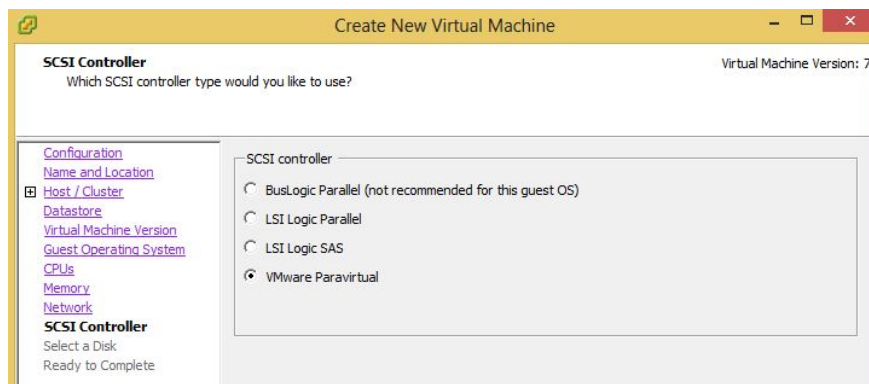 Create New Virtual Machine
SCSI Controller
Which SCSI controller type would you like to use?
Virtual Machine Version: 7
Configuration
Name and Location
Host / Cluster
Datastore
Virtual Machine Version
Guest Operating System
CPUs
Memory
Network
SCSI Controller
Select a Disk
Ready to Complete
SCSI controller
BusLogic Parallel (not recommended for this guest OS)
LSI Logic Parallel
LSI Logic SAS
VMware Paravirtual